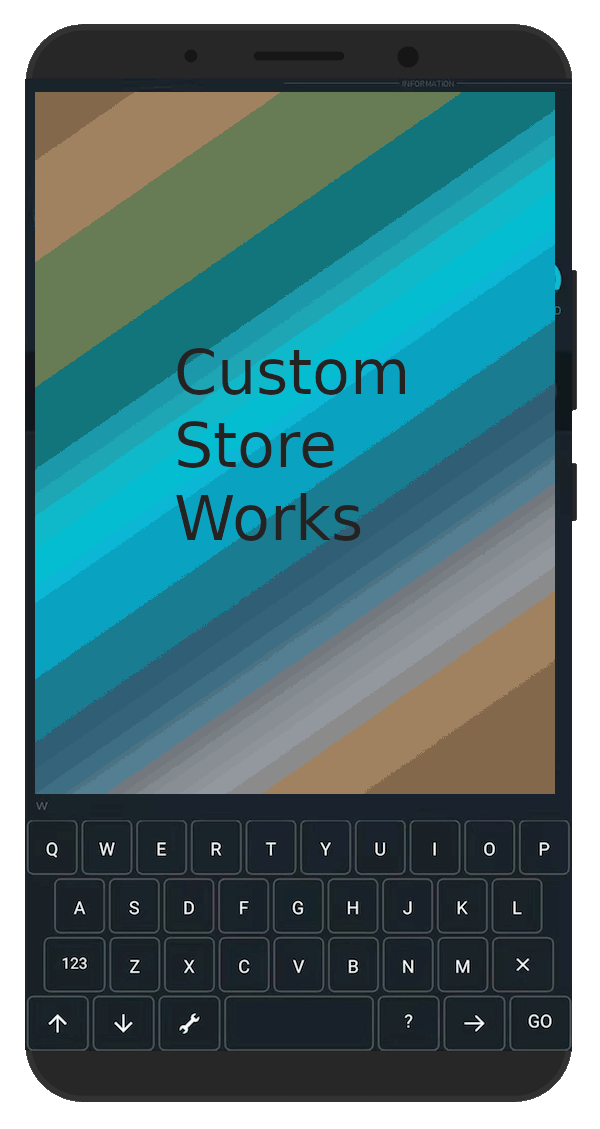 INFORMATION
Custom
Store
Works
W
Q W E R T Y U I O P
A S D F G H J K L
123 Z X C V B N M ×
↑ ↓ ? → GO